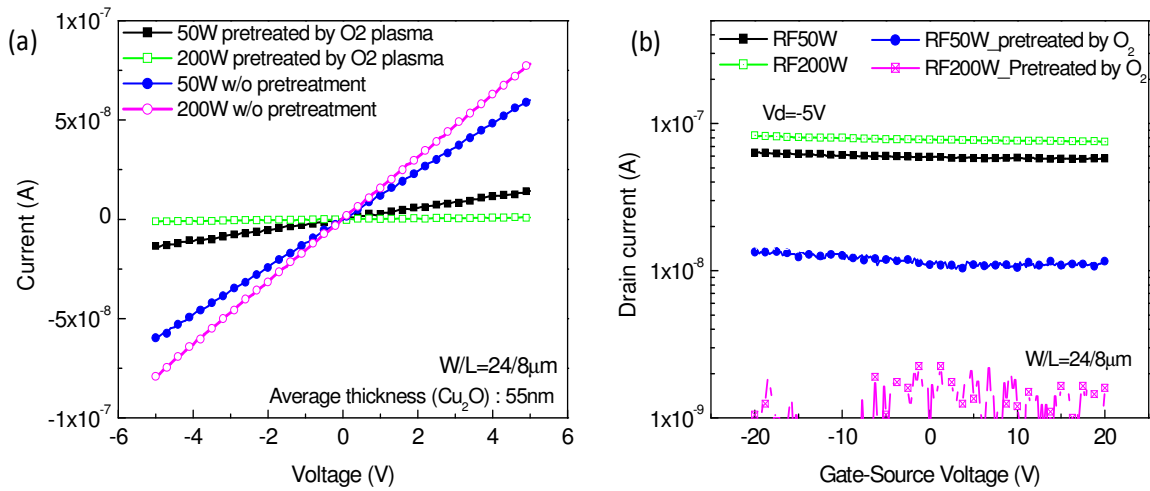 (a)
1x10⁻⁷
5x10⁻⁸
0
-5x10⁻⁸
-1x10⁻⁷
Current (A)
50W pretreated by O2 plasma
200W pretreated by O2 plasma
50W w/o pretreatment
200W w/o pretreatment
W/L=24/8μm
Average thickness (Cu₂O) : 55nm
-6 -4 -2 0 2 4 6
Voltage (V)
(b)
RF50W RF50W_pretreated by O₂
RF200W RF200W_Pretreated by O₂
Vd=-5V
1x10⁻⁷
1x10⁻⁸
1x10⁻⁹
Drain current (A)
W/L=24/8μm
-20 -10 0 10 20
Gate-Source Voltage (V)